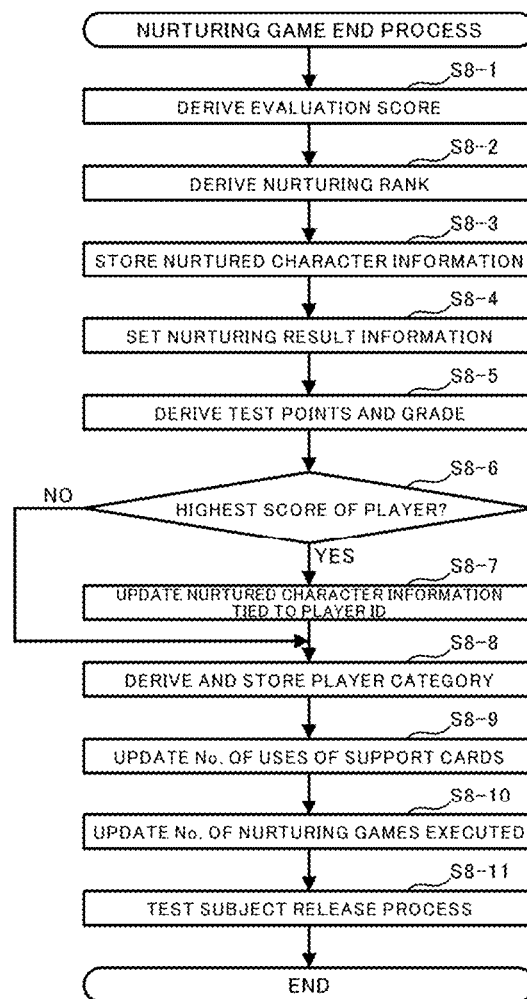 NURTURING GAME END PROCESS
S8-1
DERIVE EVALUATION SCORE
S8-2
DERIVE NURTURING RANK
S8-3
STORE NURTURED CHARACTER INFORMATION
S8-4
SET NURTURING RESULT INFORMATION
S8-5
DERIVE TEST POINTS AND GRADE
S8-6
NO
HIGHEST SCORE OF PLAYER?
YES
S8-7
UPDATE NURTURED CHARACTER INFORMATION
TIED TO PLAYER ID
S8-8
DERIVE AND STORE PLAYER CATEGORY
S8-9
UPDATE No. OF USES OF SUPPORT CARDS
S8-10
UPDATE No. OF NURTURING GAMES EXECUTED
S8-11
TEST SUBJECT RELEASE PROCESS
END